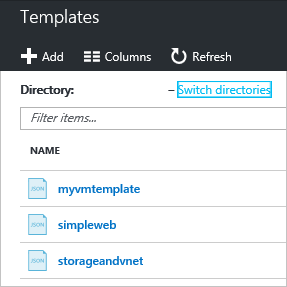 Templates
Add Columns Refresh
Directory: – Switch directories
Filter items...
NAME
JSON myvmtemplate
JSON simpleweb
JSON storageandvnet